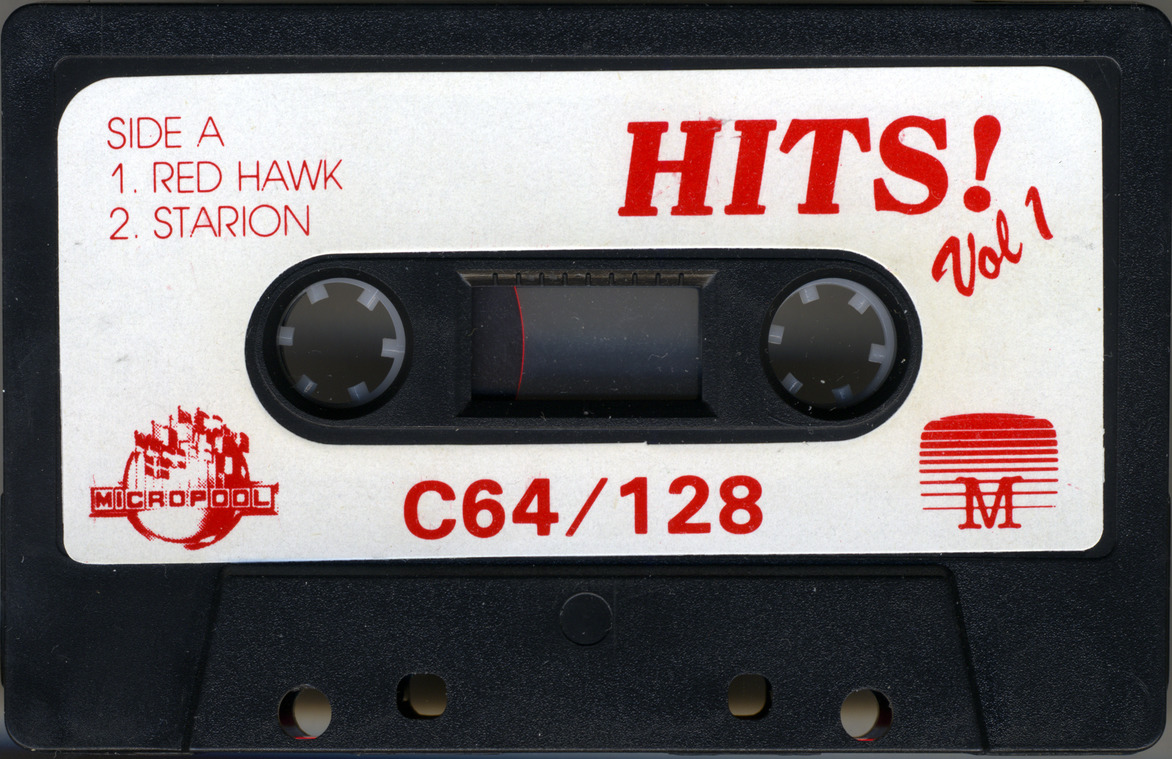 SIDE A
1. RED HAWK
2. STARION
HITS!
Vol 1
MICROPOOL
C64/128
M